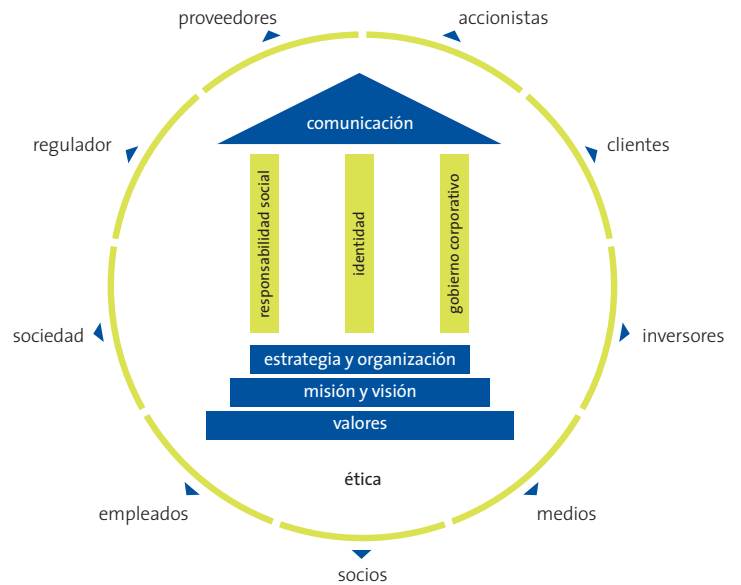 proveedores
accionistas
comunicación
regulador
clientes
responsabilidad social
identidad
gobierno corporativo
sociedad
inversores
estrategia y organización
misión y visión
valores
ética
empleados
medios
socios